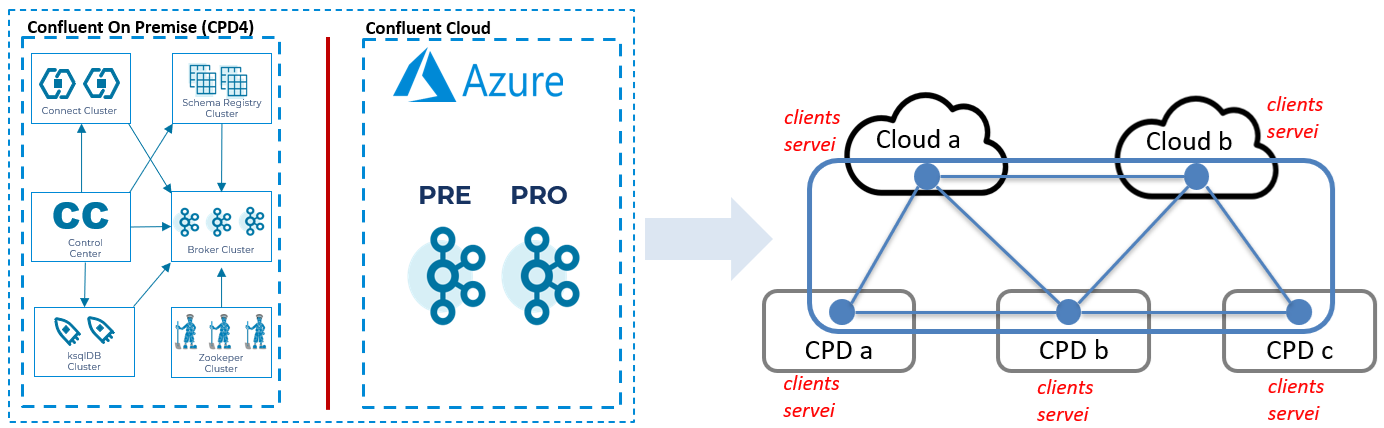 Confluent On Premise (CPD4)
Connect Cluster
Schema Registry
Cluster
CC
Control
Center
Broker Cluster
ksqlDB
Cluster
Zookeper
Cluster
Confluent Cloud
Azure
PRE
PRO
clients
servei
Cloud a
Cloud b
clients
servei
CPD a
CPD b
CPD c
clients
servei
clients
servei
clients
servei